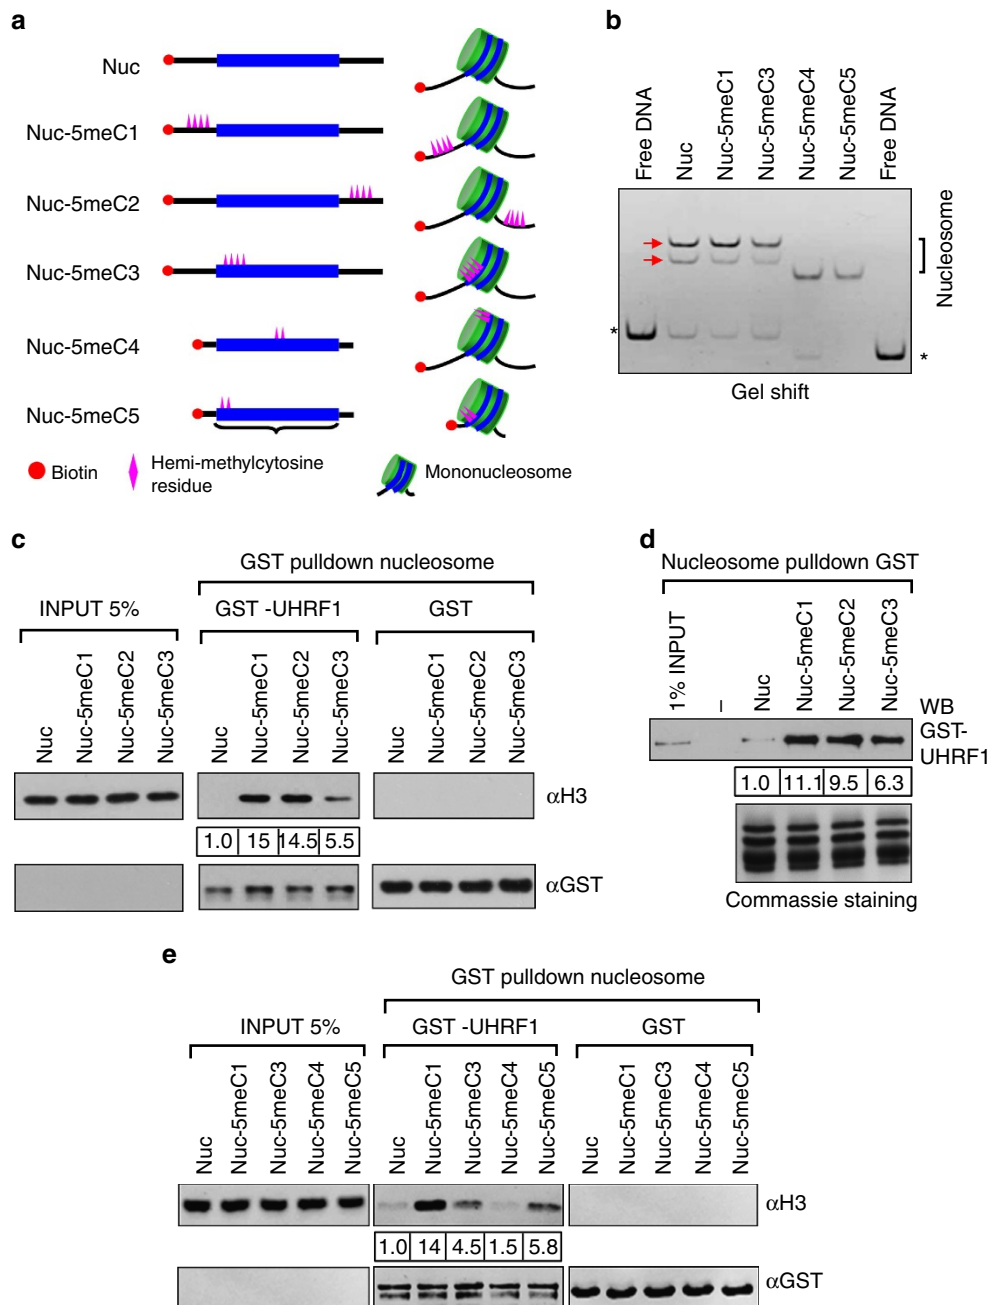 a
Nuc
Nuc-5meC1
Nuc-5meC2
Nuc-5meC3
Nuc-5meC4
Nuc-5meC5
Biotin
Hemi-methylcytosine
residue
Mononucleosome
b
Free DNA
Nuc
Nuc-5meC1
Nuc-5meC3
Nuc-5meC4
Nuc-5meC5
Free DNA
*
*
Nucleosome
Gel shift
c
GST pulldown nucleosome
INPUT 5%
GST -UHRF1
GST
Nuc
Nuc-5meC1
Nuc-5meC2
Nuc-5meC3
Nuc
Nuc-5meC1
Nuc-5meC2
Nuc-5meC3
Nuc
Nuc-5meC1
Nuc-5meC2
Nuc-5meC3
αH3
1.0 15 14.5 5.5
αGST
d
Nucleosome pulldown GST
1% INPUT
–
Nuc
Nuc-5meC1
Nuc-5meC2
Nuc-5meC3
WB
GST-
UHRF1
1.0 11.1 9.5 6.3
Commassie staining
e
GST pulldown nucleosome
INPUT 5%
GST -UHRF1
GST
Nuc
Nuc-5meC1
Nuc-5meC3
Nuc-5meC4
Nuc-5meC5
Nuc
Nuc-5meC1
Nuc-5meC3
Nuc-5meC4
Nuc-5meC5
Nuc
Nuc-5meC1
Nuc-5meC3
Nuc-5meC4
Nuc-5meC5
αH3
1.0 14 4.5 1.5 5.8
αGST